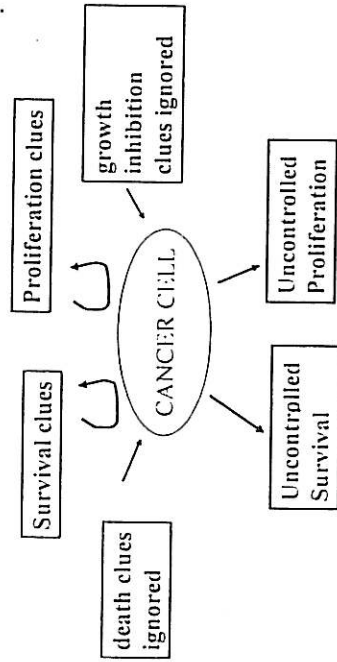 Survival clues
Proliferation clues
death clues
ignored
growth
inhibition
clues ignored
CANCER CELL
Uncontrolled
Survival
Uncontrolled
Proliferation